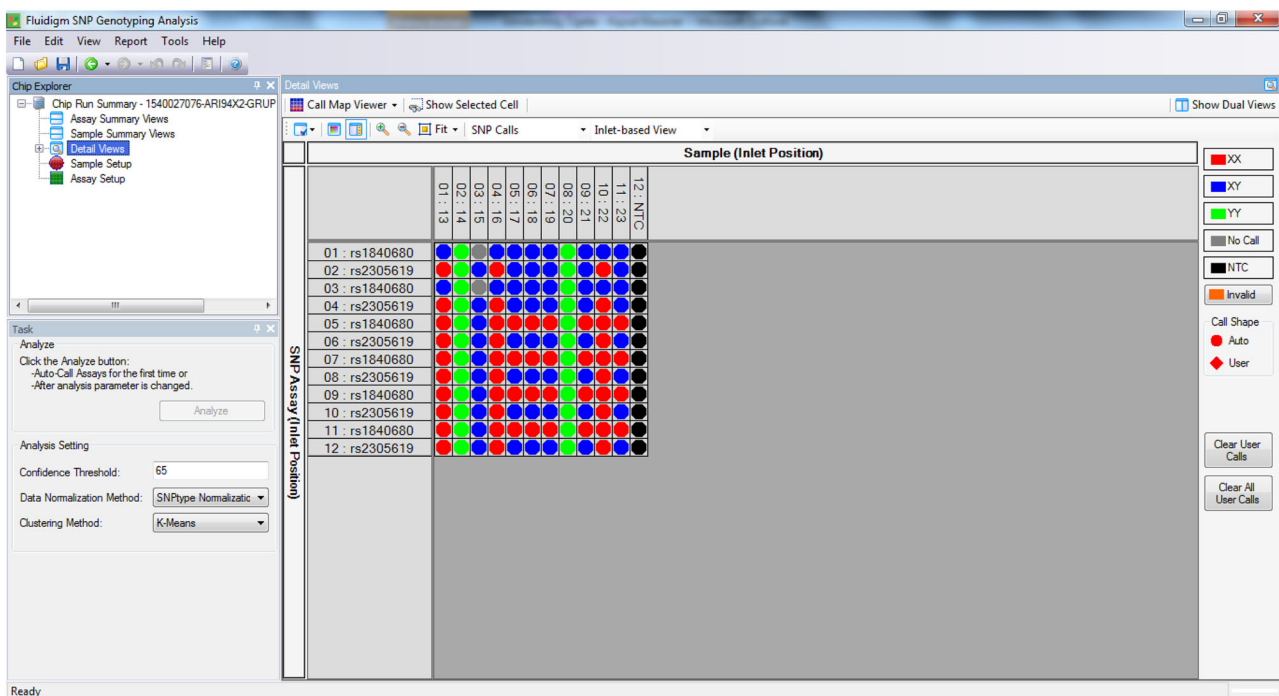 Fluidigm SNP Genotyping Analysis
File Edit View Report Tools Help
Chip Explorer
Chip Run Summary - 1540027076-ARI94X2-GRUP
Assay Summary Views
Sample Summary Views
Detail Views
Sample Setup
Assay Setup
Task
Analyze
Click the Analyze button:
-Auto-Call Assays for the first time or
-After analysis parameter is changed.
Analyze
Analysis Setting
Confidence Threshold: 65
Data Normalization Method: SNPtype Normalizatic
Clustering Method: K-Means
Detail Views
Call Map Viewer Show Selected Cell Show Dual Views
Fit SNP Calls Inlet-based View
Sample (Inlet Position)
SNP Assay (Inlet Position)
01 : 13
02 : 14
03 : 15
04 : 16
05 : 17
06 : 18
07 : 19
08 : 20
09 : 21
10 : 22
11 : 23
12 : NTC
01 : rs1840680
02 : rs2305619
03 : rs1840680
04 : rs2305619
05 : rs1840680
06 : rs2305619
07 : rs1840680
08 : rs2305619
09 : rs1840680
10 : rs2305619
11 : rs1840680
12 : rs2305619
XX
XY
YY
No Call
NTC
Invalid
Call Shape
Auto
User
Clear User
Calls
Clear All
User Calls
Ready